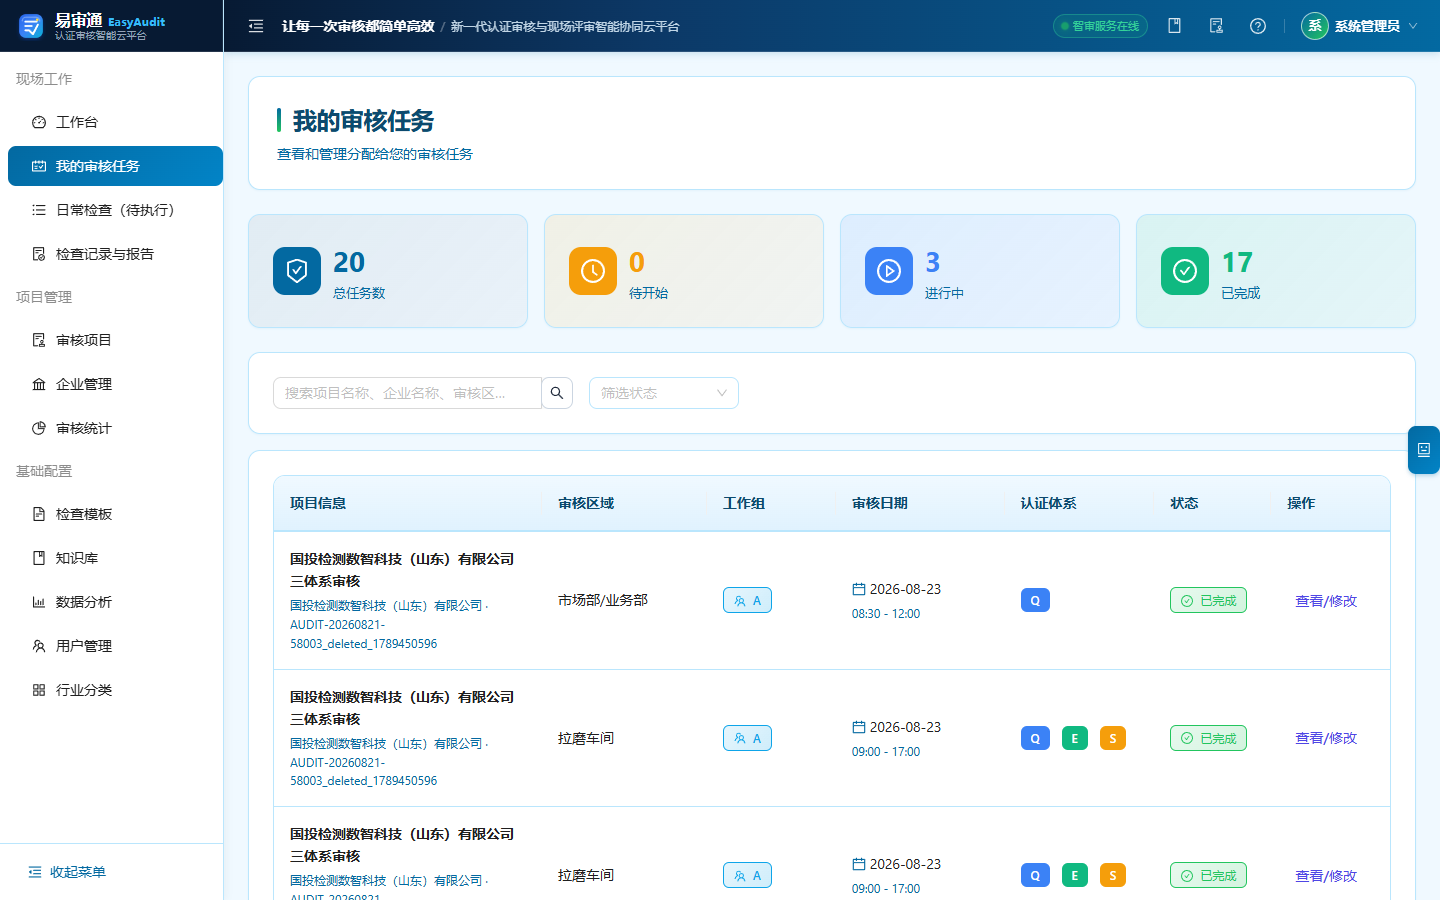 易审通 EasyAudit
认证审核智能云平台
让每一次审核都简单高效 / 新一代认证审核与现场评审智能协同云平台
智审服务在线
系 系统管理员
现场工作
工作台
我的审核任务
日常检查（待执行）
检查记录与报告
项目管理
审核项目
企业管理
审核统计
基础配置
检查模板
知识库
数据分析
用户管理
行业分类
收起菜单
我的审核任务
查看和管理分配给您的审核任务
20
总任务数
0
待开始
3
进行中
17
已完成
搜索项目名称、企业名称、审核区...
筛选状态
项目信息 审核区域 工作组 审核日期 认证体系 状态 操作
国投检测数智科技（山东）有限公司
三体系审核
国投检测数智科技（山东）有限公司 ·
AUDIT-20260821-
58003_deleted_1789450596
市场部/业务部
A
2026-08-23
08:30 - 12:00
Q
已完成
查看/修改
国投检测数智科技（山东）有限公司
三体系审核
国投检测数智科技（山东）有限公司 ·
AUDIT-20260821-
58003_deleted_1789450596
拉磨车间
A
2026-08-23
09:00 - 17:00
Q E S
已完成
查看/修改
国投检测数智科技（山东）有限公司
三体系审核
国投检测数智科技（山东）有限公司 ·
AUDIT-20260821-
拉磨车间
A
2026-08-23
09:00 - 17:00
Q E S
已完成
查看/修改